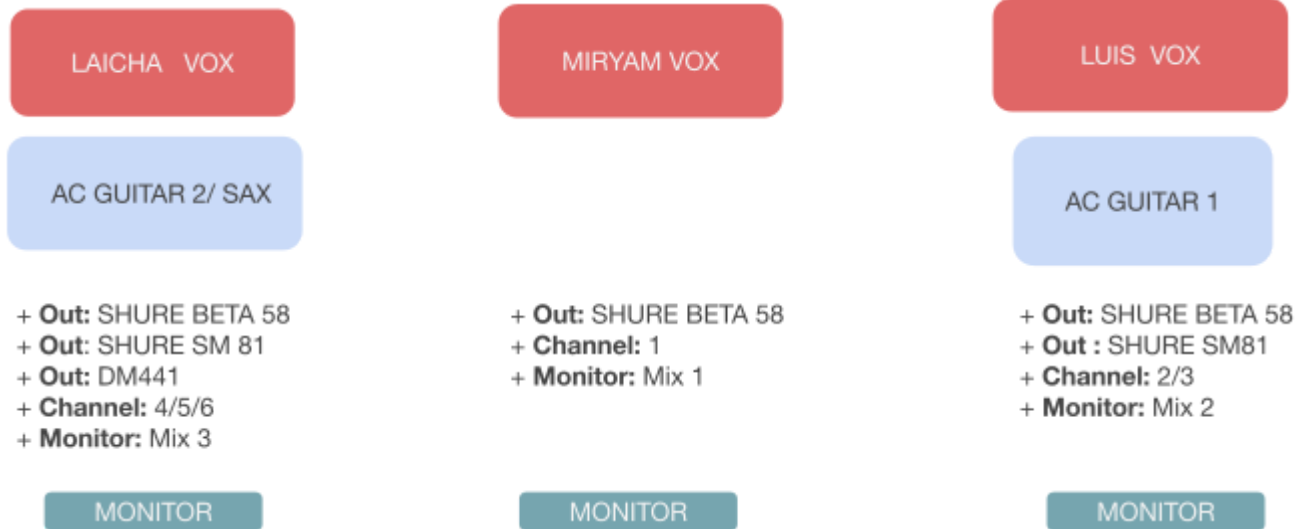 LAICHA VOX
AC GUITAR 2/ SAX
+ Out: SHURE BETA 58
+ Out: SHURE SM 81
+ Out: DM441
+ Channel: 4/5/6
+ Monitor: Mix 3
MONITOR
MIRYAM VOX
+ Out: SHURE BETA 58
+ Channel: 1
+ Monitor: Mix 1
MONITOR
LUIS VOX
AC GUITAR 1
+ Out: SHURE BETA 58
+ Out : SHURE SM81
+ Channel: 2/3
+ Monitor: Mix 2
MONITOR